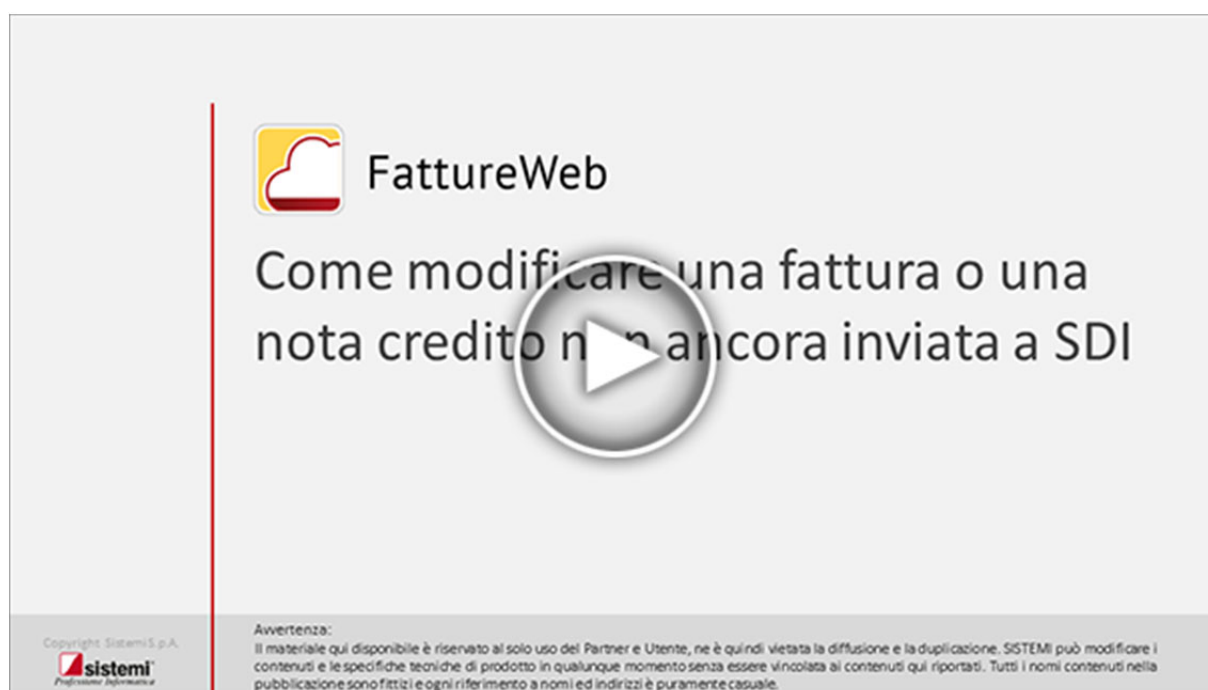 FattureWeb
Come modificare una fattura o una
nota credito non ancora inviata a SDI
Copyright Sistemi S.p.A.
sistemi
Professione Informatica
Avvertenza:
Il materiale qui disponibile è riservato al solo uso del Partner e Utente, ne è quindi vietata la diffusione e la duplicazione. SISTEMI può modificare i
contenuti e le specifiche tecniche di prodotto in qualunque momento senza essere vincolata ai contenuti qui riportati. Tutti i nomi contenuti nella
pubblicazione sono fittizi e ogni riferimento a nomi ed indirizzi è puramente casuale.